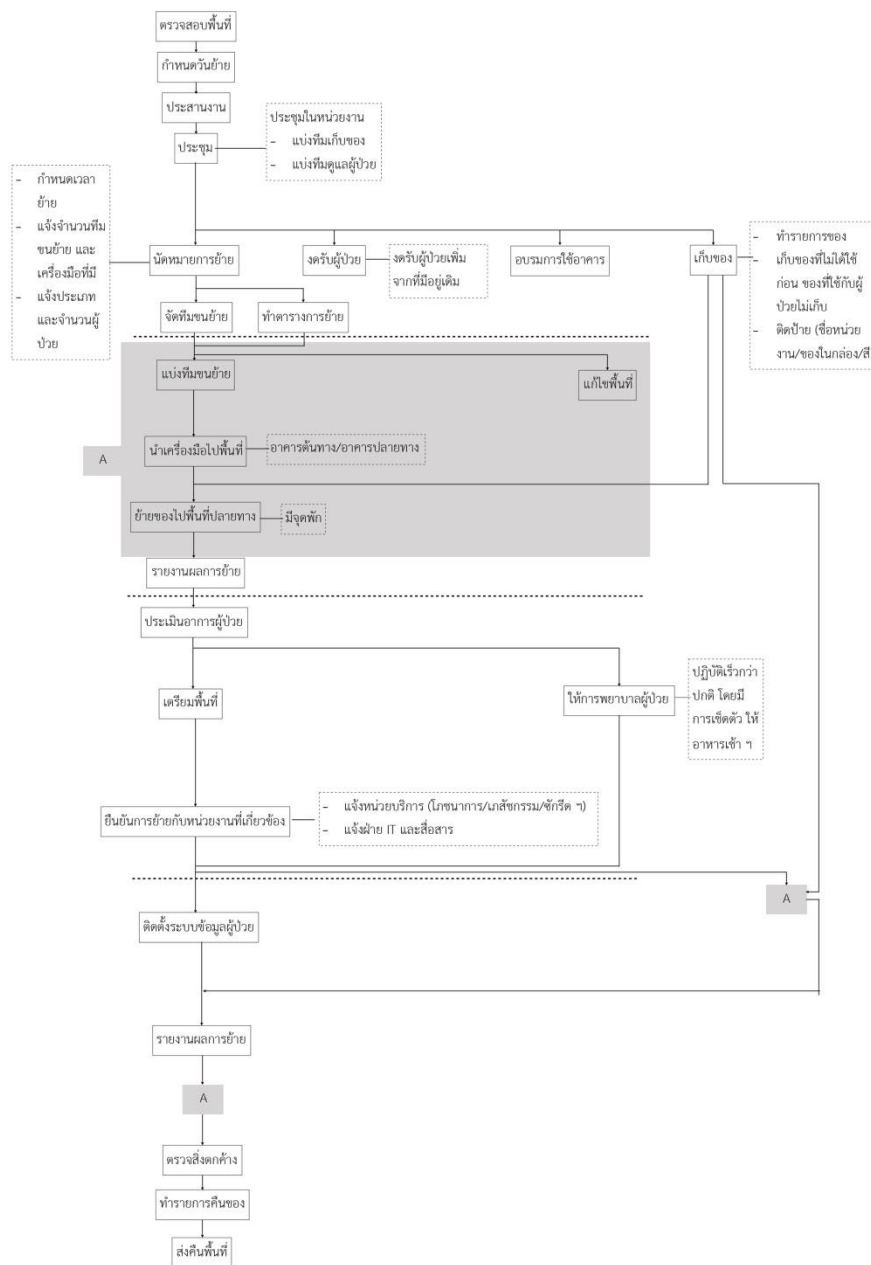 ตรวจสอบพื้นที่
กำหนดวันย้าย
ประสานงาน
ประชุม
ประชุมในหน่วยงาน
- แบ่งทีมเก็บของ
- แบ่งทีมดูแลผู้ป่วย
- กำหนดเวลา
ย้าย
- แจ้งจำนวนทีม
ขนย้าย และ
เครื่องมือที่มี
- แจ้งประเภท
และจำนวนผู้
ป่วย
นัดหมายการย้าย
งดรับผู้ป่วย
งดรับผู้ป่วยเพิ่ม
จากที่มีอยู่เดิม
อบรมการใช้อาคาร
เก็บของ
- ทำรายการของ
- เก็บของที่ไม่ได้ใช้
ก่อน ของที่ใช้กับผู้
ป่วยไม่เก็บ
- ติดป้าย (ชื่อหน่วย
งาน/ของในกล่อง/สี
จัดทีมขนย้าย
ทำตารางการย้าย
แบ่งทีมขนย้าย
แก้ไขพื้นที่
A
นำเครื่องมือไปพื้นที่
อาคารต้นทาง/อาคารปลายทาง
ย้ายของไปพื้นที่ปลายทาง
มีจุดพัก
รายงานผลการย้าย
ประเมินอาการผู้ป่วย
เตรียมพื้นที่
ให้การพยาบาลผู้ป่วย
ปฏิบัติเร็วกว่า
ปกติ โดยมี
การเช็ดตัว ให้
อาหารเช้า ฯ
ยืนยันการย้ายกับหน่วยงานที่เกี่ยวข้อง
- แจ้งหน่วยบริการ (โภชนาการ/เภสัชกรรม/ซักรีด ฯ)
- แจ้งฝ่าย IT และสื่อสาร
A
ติดตั้งระบบข้อมูลผู้ป่วย
รายงานผลการย้าย
A
ตรวจสิ่งตกค้าง
ทำรายการคืนของ
ส่งคืนพื้นที่